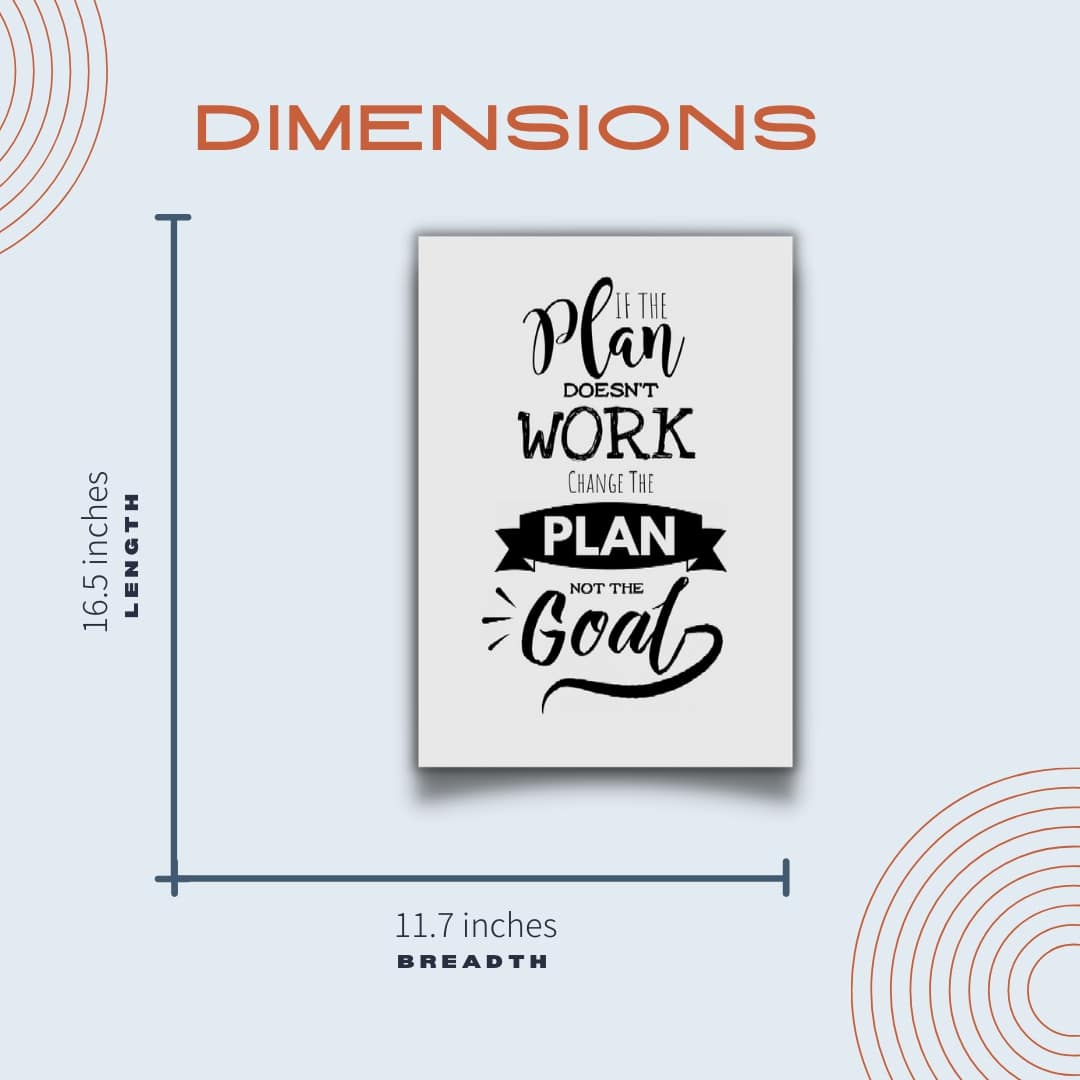 DIMENSIONS
IF THE
Plan
DOESN'T
WORK
CHANGE THE
PLAN
NOT THE
Goal
16.5 inches
LENGTH
11.7 inches
BREADTH